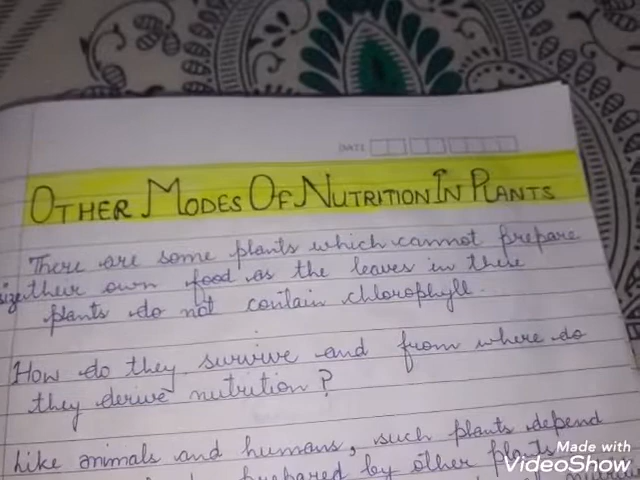 DATE
OTHER MODES OF NUTRITION IN PLANTS
There are some plants which cannot prepare
size their own food as the leaves in these
plants do not contain chlorophyll.
How do they survive and from where do
they derive nutrition?
Like animals and humans, such plants depend
prepared by other plants
Made with
VideoShow